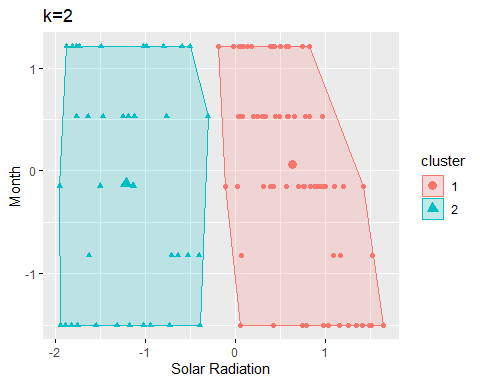 k=2
1
0
-1
Month
-2
-1
0
1
Solar Radiation
cluster
1
2